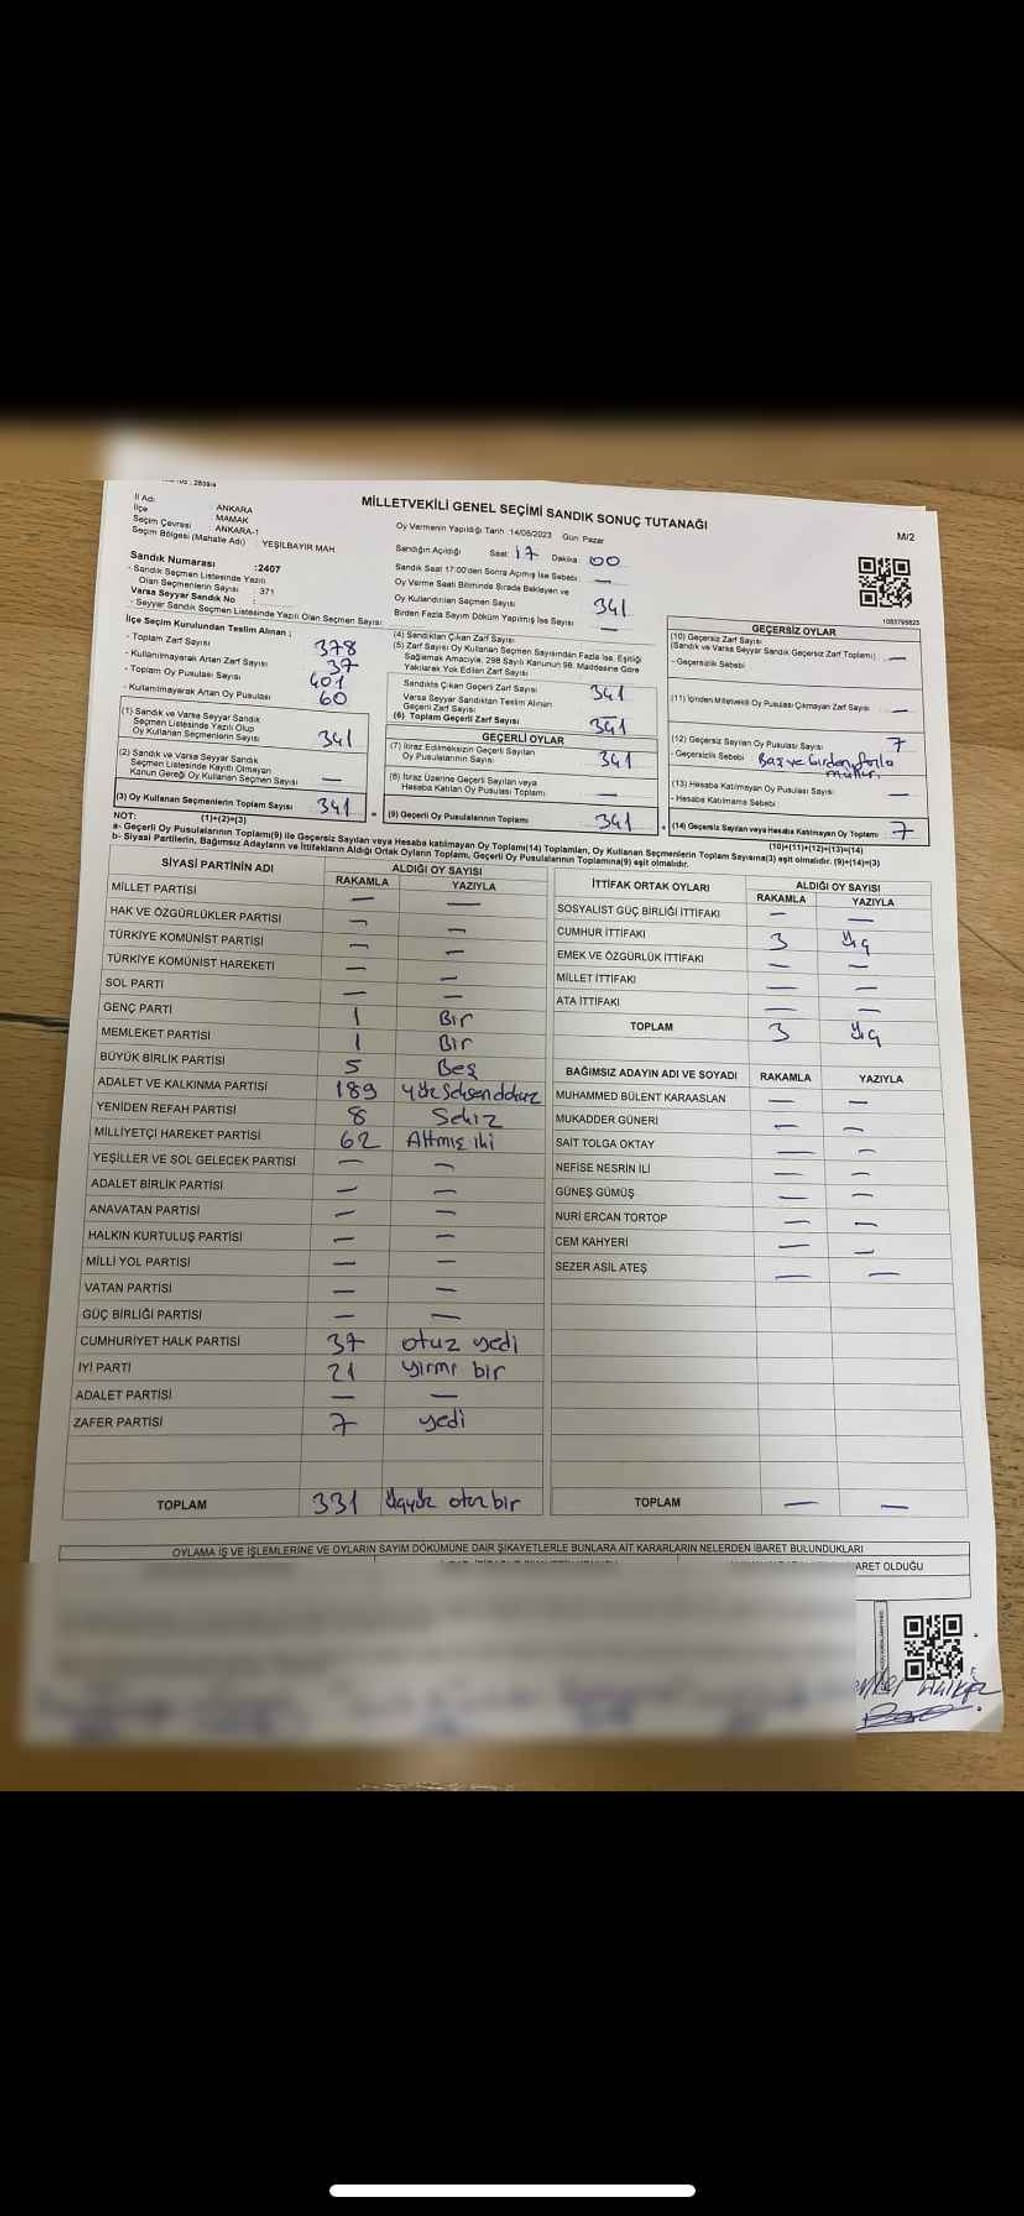 MİLLETVEKİLİ GENEL SEÇİMİ SANDIK SONUÇ TUTANAĞI
M/2
İl Adı : ANKARA
İlçe : MAMAK
Seçim Çevresi : ANKARA-1
Seçim Bölgesi (Mahalle Adı) YEŞİLBAYIR MAH.
Oy Vermenin Yapıldığı Tarih 14/05/2023 Gün Pazar
Sandığın Açıldığı Saat 17 Dakika 00
Sandık Saat 17:00'den Sonra Açılmış İse Sebebi —
Oy Verme Saati Bitiminde Sırada Bekleyen ve
Oy Kullandırılan Seçmen Sayısı 341
Birden Fazla Sayım Döküm Yapılmış İse Sayısı —
Sandık Numarası :2407
- Sandık Seçmen Listesinde Yazılı
Olan Seçmenlerin Sayısı : 371
Varsa Seyyar Sandık No :
- Seyyar Sandık Seçmen Listesinde Yazılı Olan Seçmen Sayısı:
İlçe Seçim Kurulundan Teslim Alınan ;
- Toplam Zarf Sayısı 378
- Kullanılmayarak Artan Zarf Sayısı 37
- Toplam Oy Pusulası Sayısı 401
- Kullanılmayarak Artan Oy Pusulası 60
(1) Sandık ve Varsa Seyyar Sandık
Seçmen Listesinde Yazılı Olup
Oy Kullanan Seçmenlerin Sayısı 341
(2) Sandık ve Varsa Seyyar Sandık
Seçmen Listesinde Kayıtlı Olmayan
Kanun Gereği Oy Kullanan Seçmen Sayısı —
(3) Oy Kullanan Seçmenlerin Toplam Sayısı 341
(1)+(2)=(3)
(4) Sandıktan Çıkan Zarf Sayısı
(5) Zarf Sayısı Oy Kullanan Seçmen Sayısından Fazla İse, Eşitliği
Sağlamak Amacıyla, 298 Sayılı Kanunun 98. Maddesine Göre
Yakılarak Yok Edilen Zarf Sayısı
Sandıkta Çıkan Geçerli Zarf Sayısı 341
Varsa Seyyar Sandıktan Teslim Alınan
Geçerli Zarf Sayısı
(6) Toplam Geçerli Zarf Sayısı 341
GEÇERLİ OYLAR
(7) İtiraz Edilmeksizin Geçerli Sayılan
Oy Pusulalarının Sayısı 341
(8) İtiraz Üzerine Geçerli Sayılan veya
Hesaba Katılan Oy Pusulası Toplamı —
(9) Geçerli Oy Pusulalarının Toplamı 341
1083795823
GEÇERSİZ OYLAR
(10) Geçersiz Zarf Sayısı
(Sandık ve Varsa Seyyar Sandık Geçersiz Zarf Toplamı) —
- Geçersizlik Sebebi
(11) İçinden Milletvekili Oy Pusulası Çıkmayan Zarf Sayısı —
(12) Geçersiz Sayılan Oy Pusulası Sayısı 7
- Geçersizlik Sebebi Boş ve birden fazla
mühür.
(13) Hesaba Katılmayan Oy Pusulası Sayısı —
- Hesaba Katılmama Sebebi
(14) Geçersiz Sayılan veya Hesaba Katılmayan Oy Toplamı 7
(10)+(11)+(12)+(13)=(14)
NOT:
a- Geçerli Oy Pusulalarının Toplamı(9) ile Geçersiz Sayılan veya Hesaba katılmayan Oy Toplamı(14) Toplamları, Oy Kullanan Seçmenlerin Toplam Sayısına(3) eşit olmalıdır. (9)+(14)=(3)
b- Siyasi Partilerin, Bağımsız Adayların ve İttifakların Aldığı Ortak Oyların Toplamı, Geçerli Oy Pusulalarının Toplamına(9) eşit olmalıdır.
SİYASİ PARTİNİN ADI ALDIĞI OY SAYISI
RAKAMLA YAZIYLA
MİLLET PARTİSİ — —
HAK VE ÖZGÜRLÜKLER PARTİSİ — —
TÜRKİYE KOMÜNİST PARTİSİ — —
TÜRKİYE KOMÜNİST HAREKETİ — —
SOL PARTİ — —
GENÇ PARTİ 1 Bir
MEMLEKET PARTİSİ 1 Bir
BÜYÜK BİRLİK PARTİSİ 5 Beş
ADALET VE KALKINMA PARTİSİ 189 yüzseksendokuz
YENİDEN REFAH PARTİSİ 8 Sekiz
MİLLİYETÇİ HAREKET PARTİSİ 62 Altmış iki
YEŞİLLER VE SOL GELECEK PARTİSİ — —
ADALET BİRLİK PARTİSİ — —
ANAVATAN PARTİSİ — —
HALKIN KURTULUŞ PARTİSİ — —
MİLLİ YOL PARTİSİ — —
VATAN PARTİSİ — —
GÜÇ BİRLİĞİ PARTİSİ — —
CUMHURİYET HALK PARTİSİ 37 otuz yedi
İYİ PARTİ 21 yirmi bir
ADALET PARTİSİ — —
ZAFER PARTİSİ 7 yedi
TOPLAM 331 üçyüz otuz bir
İTTİFAK ORTAK OYLARI ALDIĞI OY SAYISI
RAKAMLA YAZIYLA
SOSYALİST GÜÇ BİRLİĞİ İTTİFAKI — —
CUMHUR İTTİFAKI 3 üç
EMEK VE ÖZGÜRLÜK İTTİFAKI — —
MİLLET İTTİFAKI — —
ATA İTTİFAKI — —
TOPLAM 3 üç
BAĞIMSIZ ADAYIN ADI VE SOYADI RAKAMLA YAZIYLA
MUHAMMED BÜLENT KARAASLAN — —
MUKADDER GÜNERİ — —
SAİT TOLGA OKTAY — —
NEFİSE NESRİN İLİ — —
GÜNEŞ GÜMÜŞ — —
NURİ ERCAN TORTOP — —
CEM KAHYERİ — —
SEZER ASİL ATEŞ — —
TOPLAM — —
OYLAMA İŞ VE İŞLEMLERİNE VE OYLARIN SAYIM DÖKÜMÜNE DAİR ŞİKAYETLERLE BUNLARA AİT KARARLARIN NELERDEN İBARET BULUNDUKLARI
ARET OLDUĞU